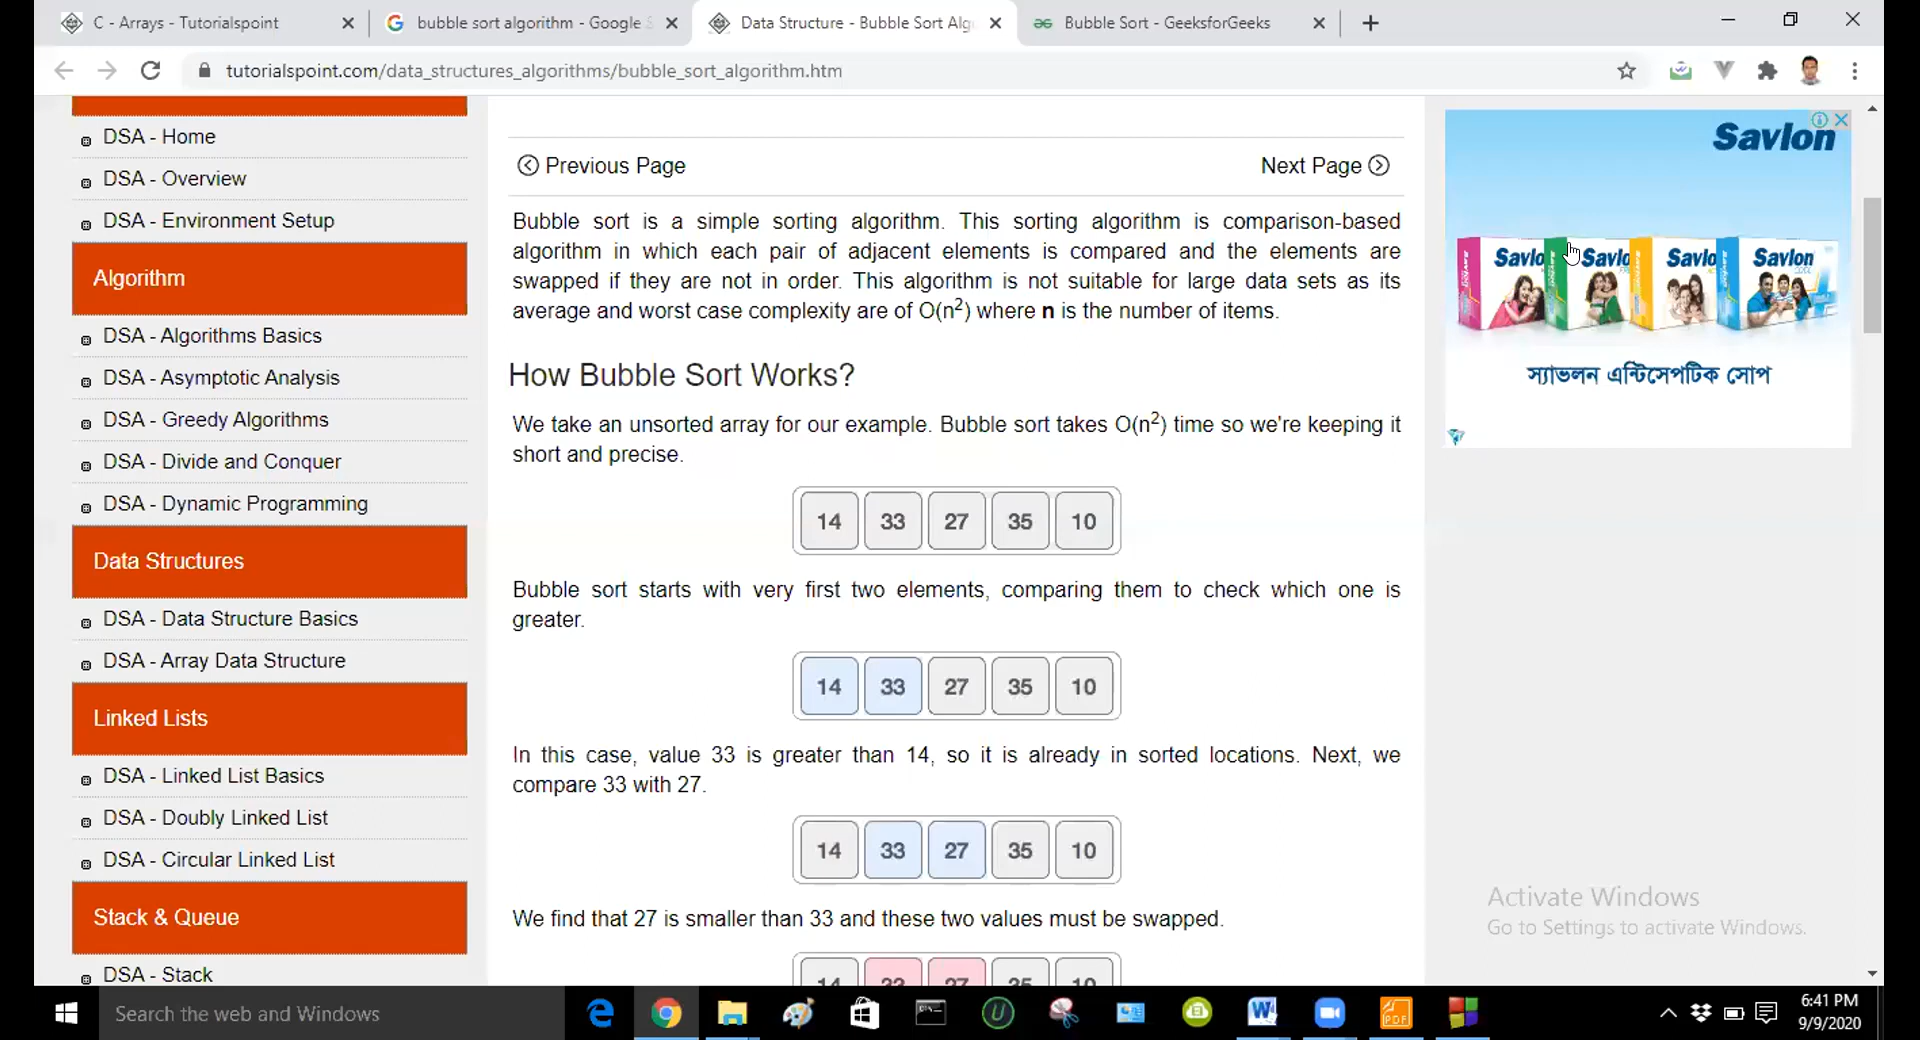 C - Arrays - Tutorialspoint
bubble sort algorithm - Google S
Data Structure - Bubble Sort Algo
Bubble Sort - GeeksforGeeks
tutorialspoint.com/data_structures_algorithms/bubble_sort_algorithm.htm
DSA - Home
DSA - Overview
DSA - Environment Setup
Algorithm
DSA - Algorithms Basics
DSA - Asymptotic Analysis
DSA - Greedy Algorithms
DSA - Divide and Conquer
DSA - Dynamic Programming
Data Structures
DSA - Data Structure Basics
DSA - Array Data Structure
Linked Lists
DSA - Linked List Basics
DSA - Doubly Linked List
DSA - Circular Linked List
Stack & Queue
DSA - Stack
Previous Page
Next Page
Bubble sort is a simple sorting algorithm. This sorting algorithm is comparison-based
algorithm in which each pair of adjacent elements is compared and the elements are
swapped if they are not in order. This algorithm is not suitable for large data sets as its
average and worst case complexity are of O(n²) where n is the number of items.
How Bubble Sort Works?
We take an unsorted array for our example. Bubble sort takes O(n²) time so we're keeping it
short and precise.
14 33 27 35 10
Bubble sort starts with very first two elements, comparing them to check which one is
greater.
14 33 27 35 10
In this case, value 33 is greater than 14, so it is already in sorted locations. Next, we
compare 33 with 27.
14 33 27 35 10
We find that 27 is smaller than 33 and these two values must be swapped.
14 33 27 35 10
Savlon
Savlo Savlo Savlo Savlon
স্যাভলন এন্টিসেপটিক সোপ
Activate Windows
Go to Settings to activate Windows.
Search the web and Windows
PDF
6:41 PM
9/9/2020